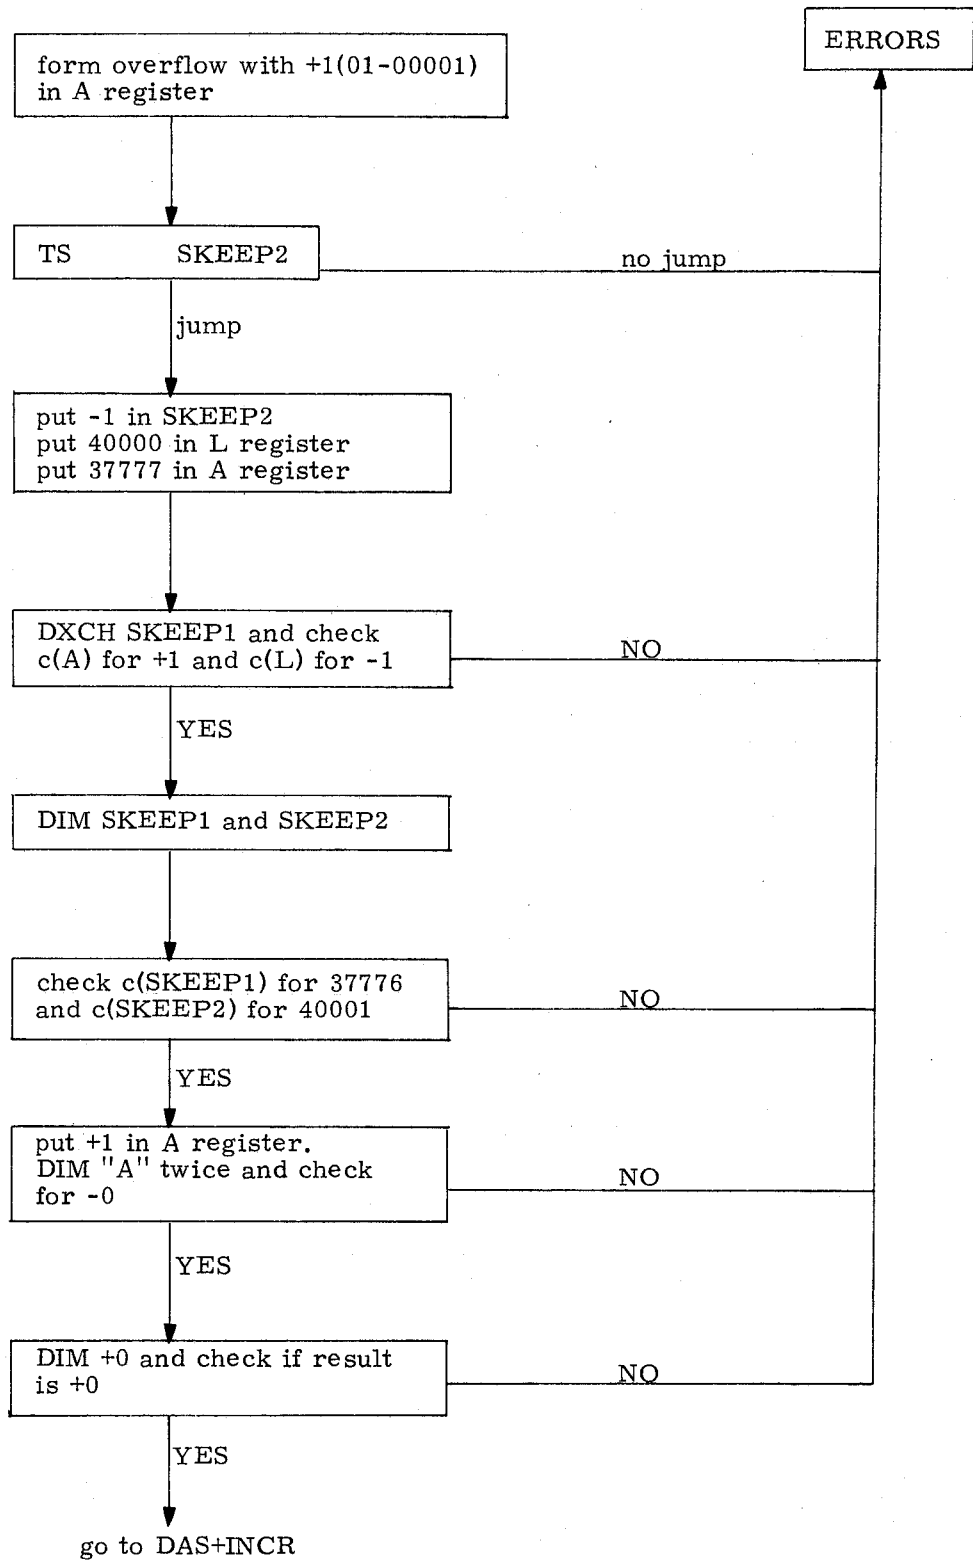 ERRORS
form overflow with +1(01-00001)
in A register
TS SKEEP2
no jump
jump
put -1 in SKEEP2
put 40000 in L register
put 37777 in A register
DXCH SKEEP1 and check
c(A) for +1 and c(L) for -1
NO
YES
DIM SKEEP1 and SKEEP2
check c(SKEEP1) for 37776
and c(SKEEP2) for 40001
NO
YES
put +1 in A register.
DIM "A" twice and check
for -0
NO
YES
DIM +0 and check if result
is +0
NO
YES
go to DAS+INCR